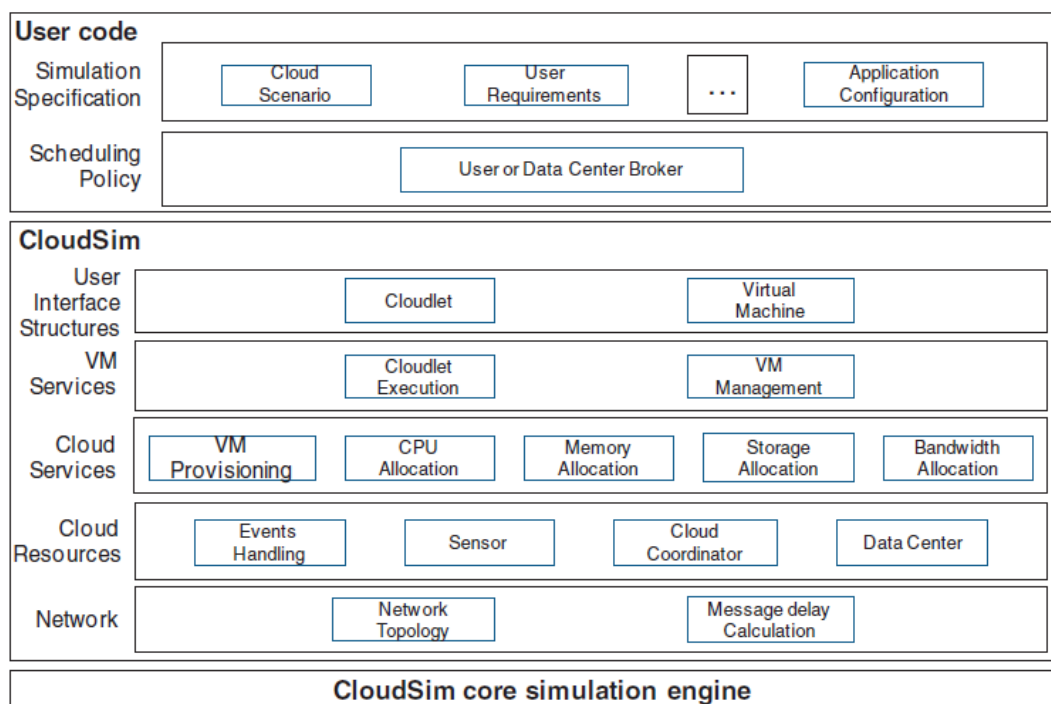 User code
Simulation
Specification
Cloud
Scenario
User
Requirements
...
Application
Configuration
Scheduling
Policy
User or Data Center Broker
CloudSim
User
Interface
Structures
Cloudlet
Virtual
Machine
VM
Services
Cloudlet
Execution
VM
Management
Cloud
Services
VM
Provisioning
CPU
Allocation
Memory
Allocation
Storage
Allocation
Bandwidth
Allocation
Cloud
Resources
Events
Handling
Sensor
Cloud
Coordinator
Data Center
Network
Network
Topology
Message delay
Calculation
CloudSim core simulation engine